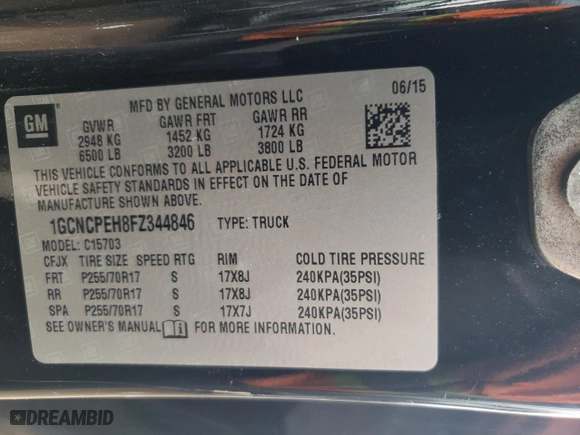 GM
MFD BY GENERAL MOTORS LLC
06/15
GVWR GAWR FRT GAWR RR
2948 KG 1452 KG 1724 KG
6500 LB 3200 LB 3800 LB
THIS VEHICLE CONFORMS TO ALL APPLICABLE U.S. FEDERAL MOTOR
VEHICLE SAFETY STANDARDS IN EFFECT ON THE DATE OF
MANUFACTURE SHOWN ABOVE.
1GCNCPEH8FZ344846 TYPE: TRUCK
MODEL: C15703
CFJX TIRE SIZE SPEED RTG RIM COLD TIRE PRESSURE
FRT P255/70R17 S 17X8J 240KPA(35PSI)
RR P255/70R17 S 17X8J 240KPA(35PSI)
SPA P255/70R17 S 17X7J 240KPA(35PSI)
SEE OWNER'S MANUAL FOR MORE INFORMATION.
DREAMBID